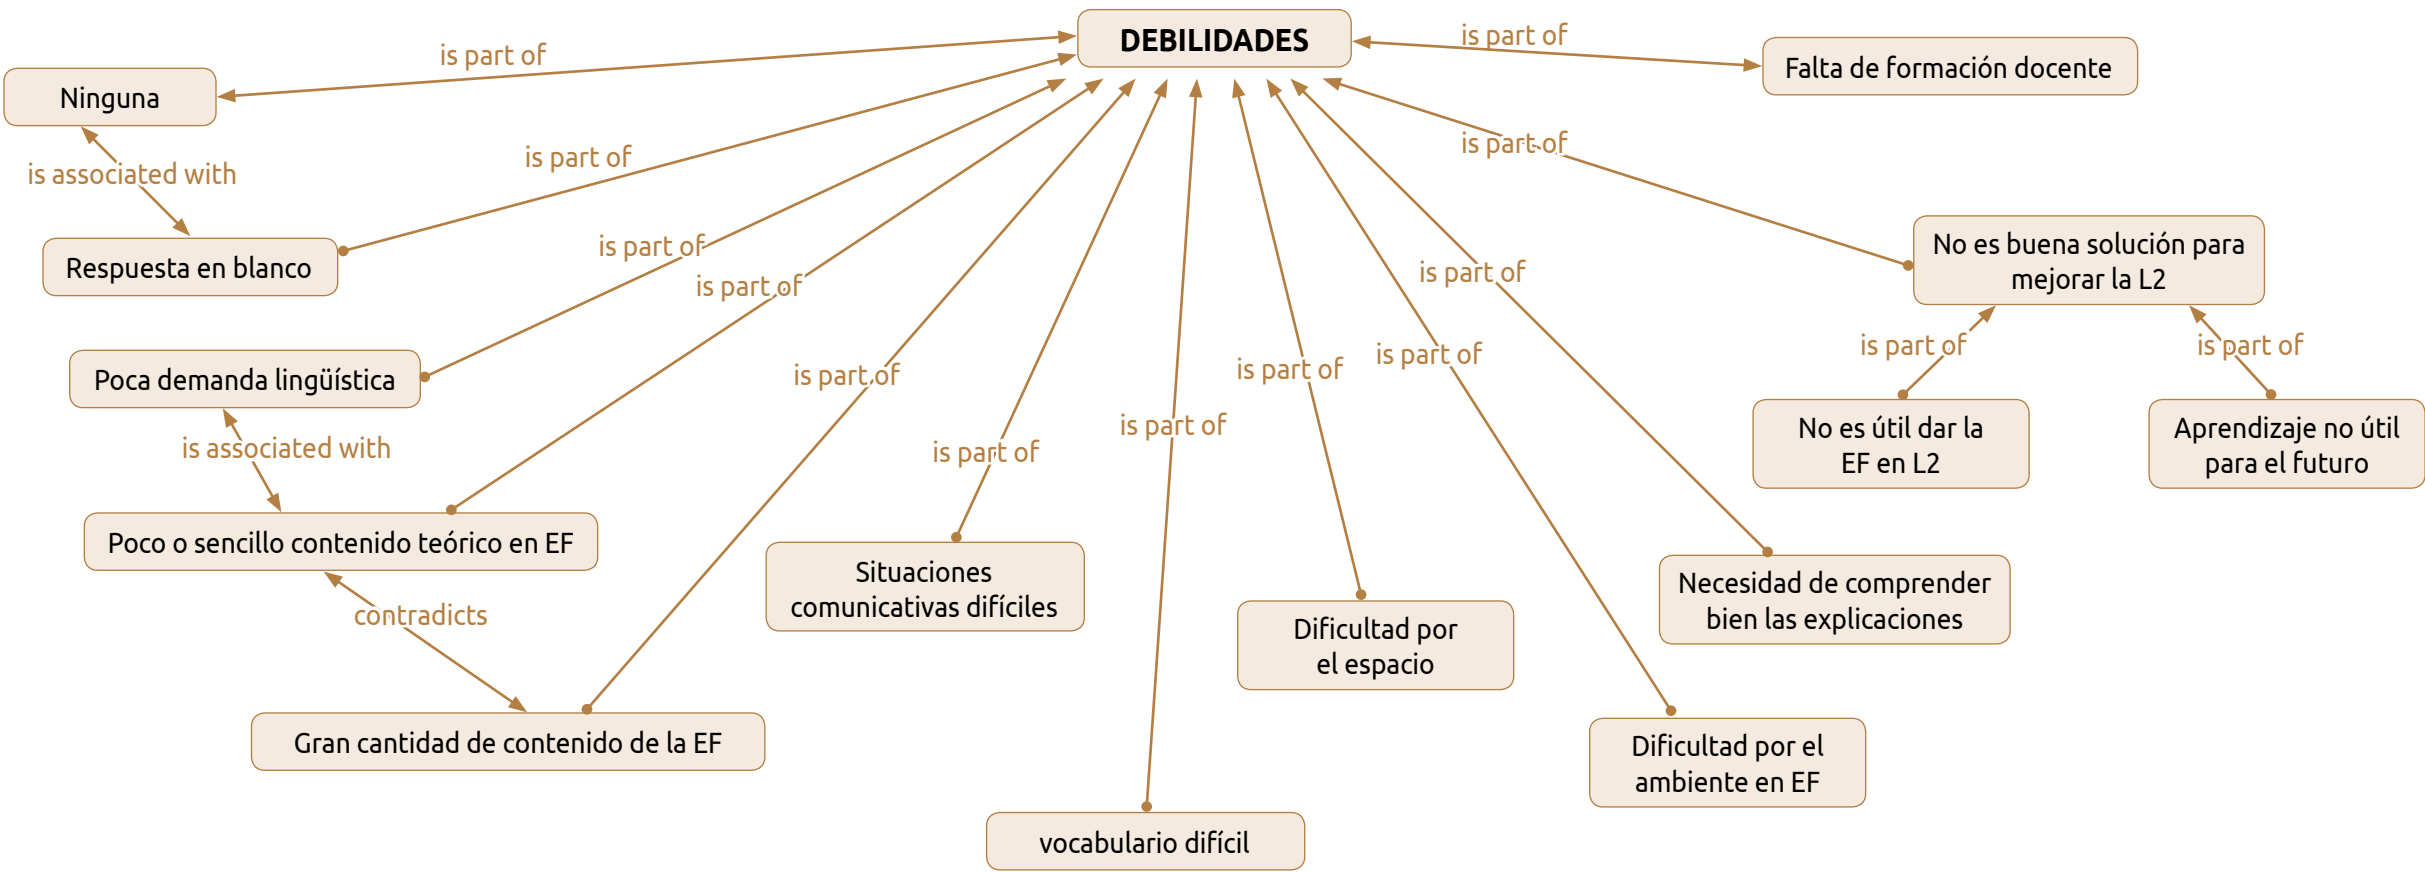 DEBILIDADES
is part of
is part of
Falta de formación docente
Ninguna
is part of
is part of
is associated with
is part of
Respuesta en blanco
is part of
is part of
No es buena solución para
mejorar la L2
is part of
is part of
is part of
is part of
Poca demanda lingüística
is part of
is part of
is part of
No es útil dar la
EF en L2
Aprendizaje no útil
para el futuro
is associated with
is part of
Poco o sencillo contenido teórico en EF
Situaciones
comunicativas difíciles
Necesidad de comprender
bien las explicaciones
contradicts
Dificultad por
el espacio
Gran cantidad de contenido de la EF
Dificultad por el
ambiente en EF
vocabulario difícil